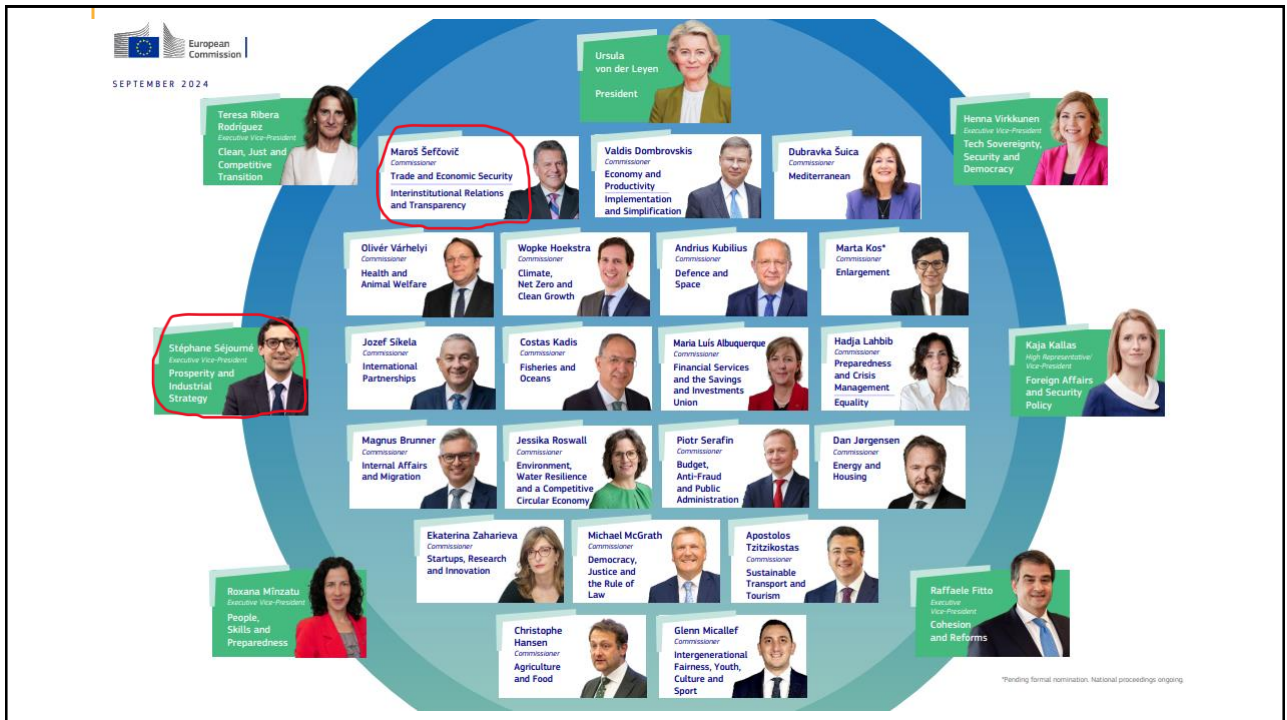 European
Commission
SEPTEMBER 2024
Ursula
von der Leyen
President
Teresa Ribera
Rodríguez
Executive Vice-President
Clean, Just and
Competitive
Transition
Henna Virkkunen
Executive Vice-President
Tech Sovereignty,
Security and
Democracy
Maroš Šefčovič
Commissioner
Trade and Economic Security
Interinstitutional Relations
and Transparency
Valdis Dombrovskis
Commissioner
Economy and
Productivity
Implementation
and Simplification
Dubravka Šuica
Commissioner
Mediterranean
Olivér Várhelyi
Commissioner
Health and
Animal Welfare
Wopke Hoekstra
Commissioner
Climate,
Net Zero and
Clean Growth
Andrius Kubilius
Commissioner
Defence and
Space
Marta Kos*
Commissioner
Enlargement
Stéphane Séjourné
Executive Vice-President
Prosperity and
Industrial
Strategy
Jozef Síkela
Commissioner
International
Partnerships
Costas Kadis
Commissioner
Fisheries and
Oceans
Maria Luís Albuquerque
Commissioner
Financial Services
and the Savings
and Investments
Union
Hadja Lahbib
Commissioner
Preparedness
and Crisis
Management
Equality
Kaja Kallas
High Representative/
Vice-President
Foreign Affairs
and Security
Policy
Magnus Brunner
Commissioner
Internal Affairs
and Migration
Jessika Roswall
Commissioner
Environment,
Water Resilience
and a Competitive
Circular Economy
Piotr Serafin
Commissioner
Budget,
Anti-Fraud
and Public
Administration
Dan Jørgensen
Commissioner
Energy and
Housing
Ekaterina Zaharieva
Commissioner
Startups, Research
and Innovation
Michael McGrath
Commissioner
Democracy,
Justice and
the Rule of
Law
Apostolos
Tzitzikostas
Commissioner
Sustainable
Transport and
Tourism
Roxana Mînzatu
Executive Vice-President
People,
Skills and
Preparedness
Raffaele Fitto
Executive
Vice-President
Cohesion
and Reforms
Christophe
Hansen
Commissioner
Agriculture
and Food
Glenn Micallef
Commissioner
Intergenerational
Fairness, Youth,
Culture and
Sport
*Pending formal nomination. National proceedings ongoing.